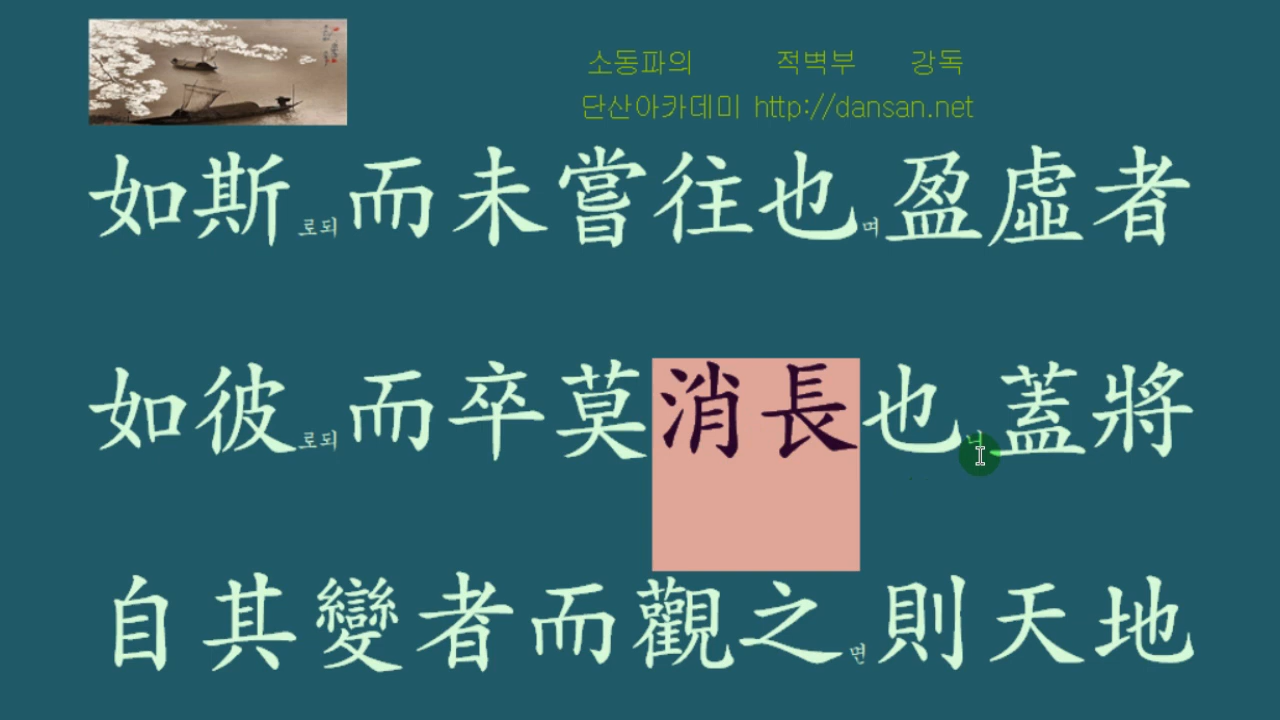 소동파의 적벽부 강독
단산아카데미 http://dansan.net
如斯로되而未嘗往也며盈虛者
如彼로되而卒莫消長也니蓋將
自其變者而觀之면則天地